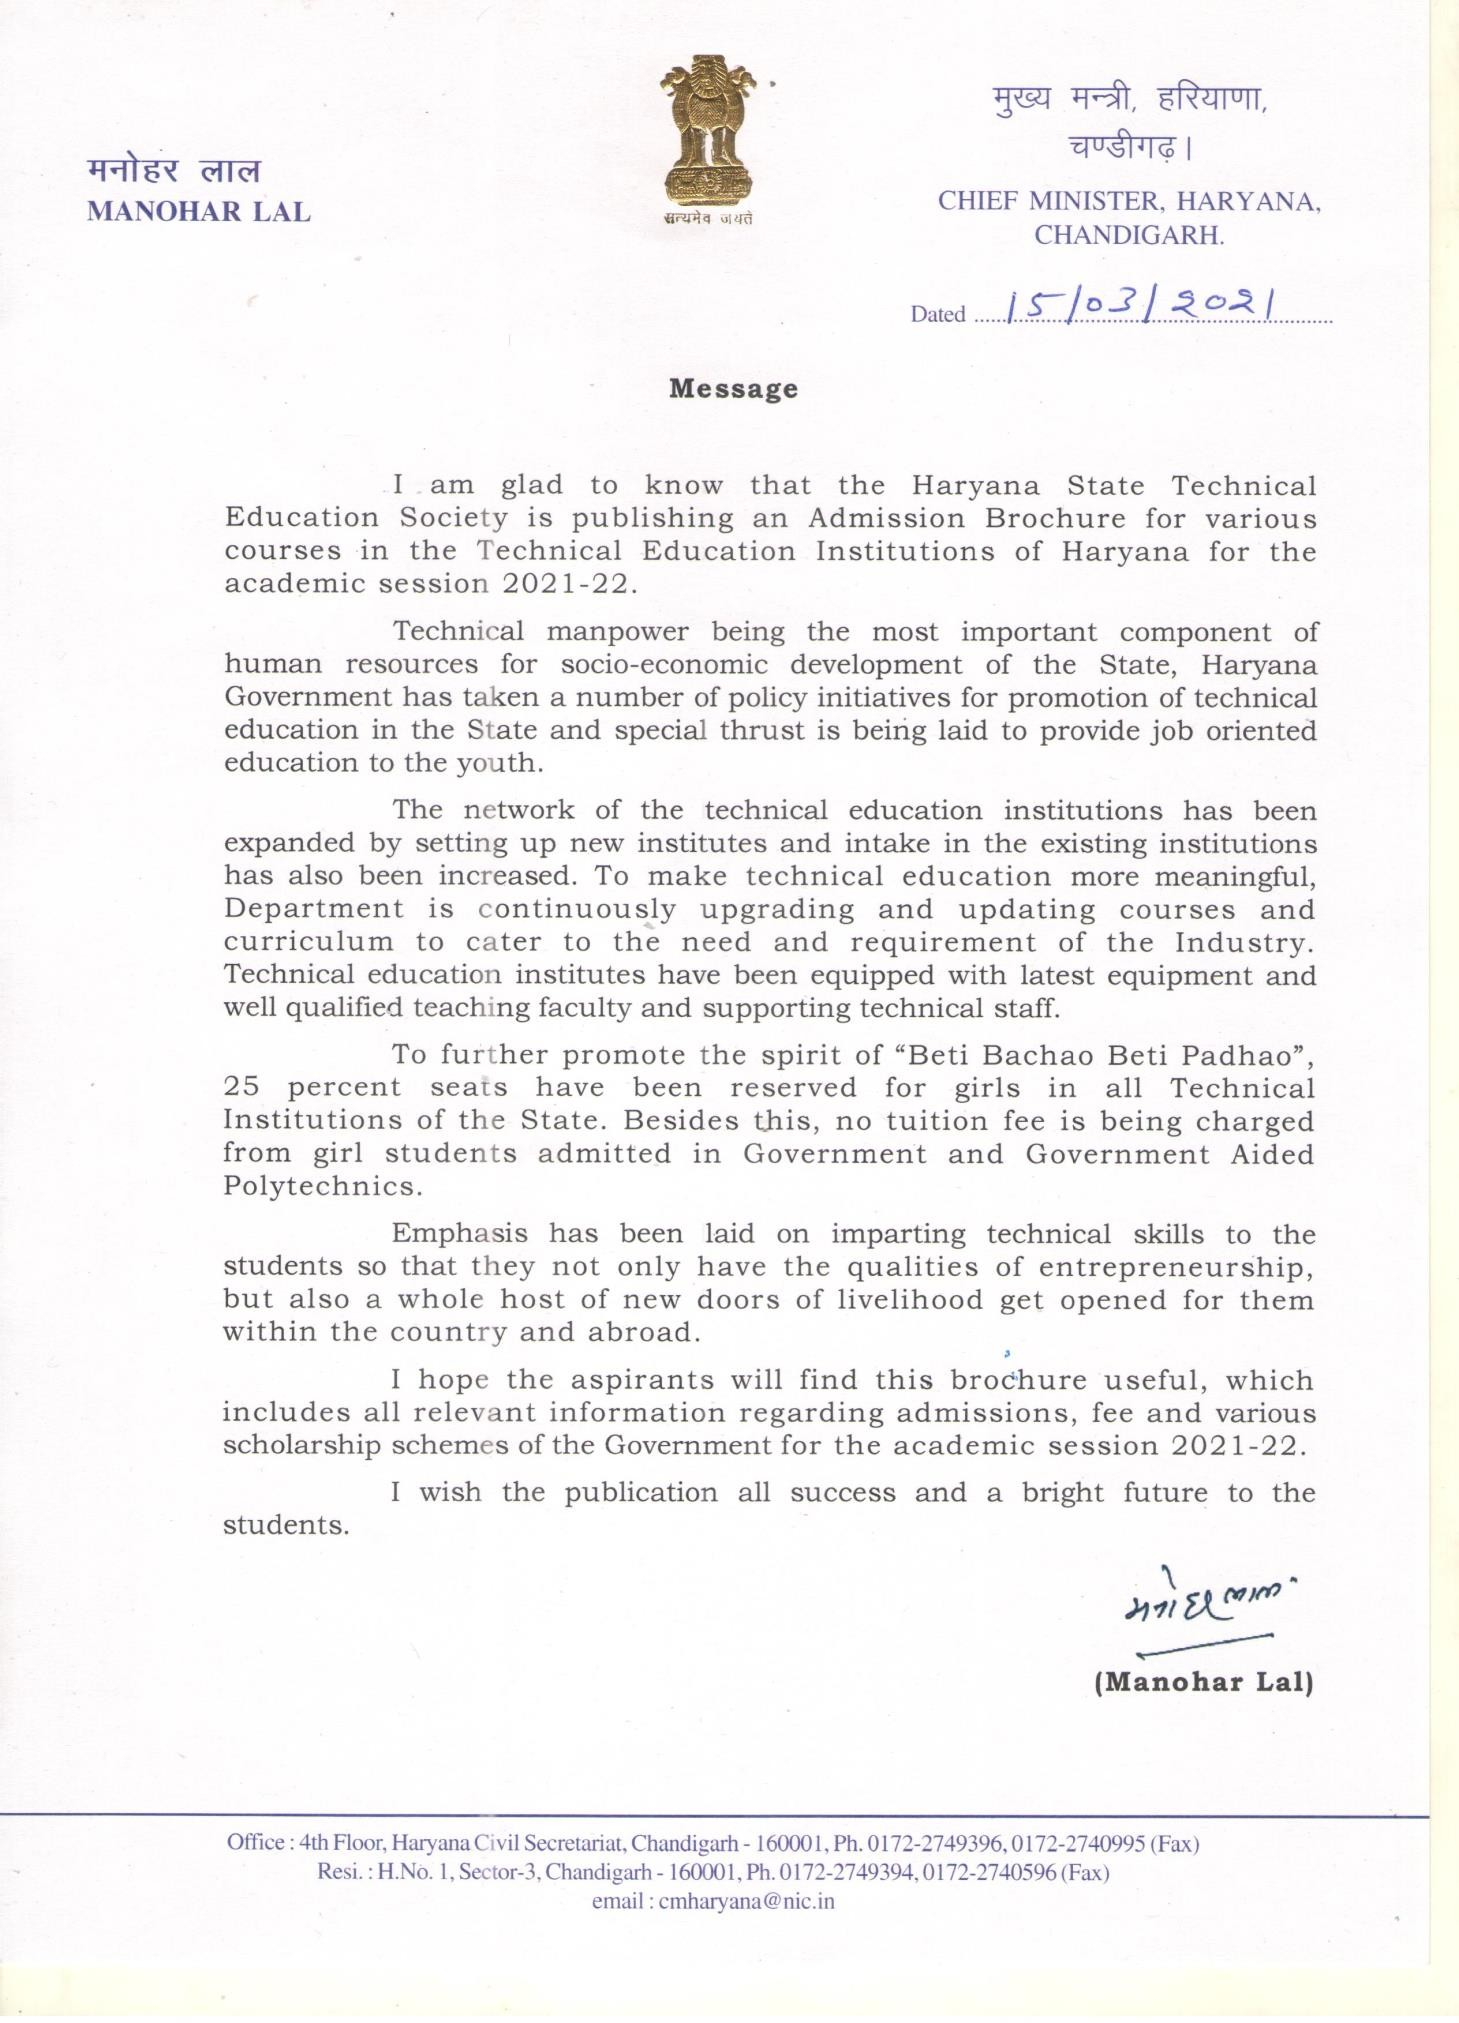 मनोहर लाल
MANOHAR LAL
सत्यमेव जयते
मुख्य मन्त्री, हरियाणा,
चण्डीगढ़।
CHIEF MINISTER, HARYANA,
CHANDIGARH.
Dated 15/03/2021
Message
I am glad to know that the Haryana State Technical
Education Society is publishing an Admission Brochure for various
courses in the Technical Education Institutions of Haryana for the
academic session 2021-22.
Technical manpower being the most important component of
human resources for socio-economic development of the State, Haryana
Government has taken a number of policy initiatives for promotion of technical
education in the State and special thrust is being laid to provide job oriented
education to the youth.
The network of the technical education institutions has been
expanded by setting up new institutes and intake in the existing institutions
has also been increased. To make technical education more meaningful,
Department is continuously upgrading and updating courses and
curriculum to cater to the need and requirement of the Industry.
Technical education institutes have been equipped with latest equipment and
well qualified teaching faculty and supporting technical staff.
To further promote the spirit of “Beti Bachao Beti Padhao”,
25 percent seats have been reserved for girls in all Technical
Institutions of the State. Besides this, no tuition fee is being charged
from girl students admitted in Government and Government Aided
Polytechnics.
Emphasis has been laid on imparting technical skills to the
students so that they not only have the qualities of entrepreneurship,
but also a whole host of new doors of livelihood get opened for them
within the country and abroad.
I hope the aspirants will find this brochure useful, which
includes all relevant information regarding admissions, fee and various
scholarship schemes of the Government for the academic session 2021-22.
I wish the publication all success and a bright future to the
students.
मनोहर लाल
(Manohar Lal)
Office : 4th Floor, Haryana Civil Secretariat, Chandigarh - 160001, Ph. 0172-2749396, 0172-2740995 (Fax)
Resi. : H.No. 1, Sector-3, Chandigarh - 160001, Ph. 0172-2749394, 0172-2740596 (Fax)
email : cmharyana@nic.in